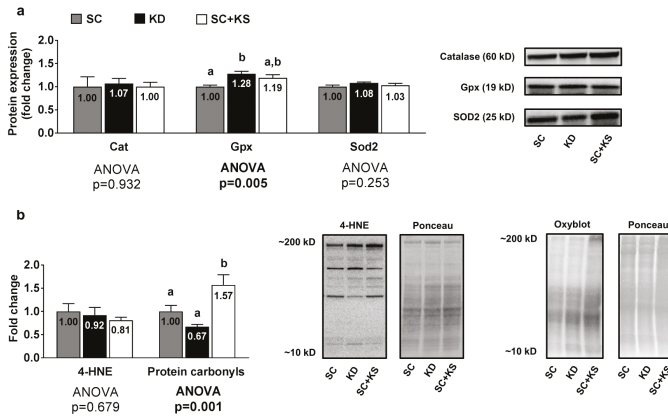 a
SC KD SC+KS
Protein expression
(fold change)
2.0
1.5
1.0
0.5
0.0
a b a,b
1.00 1.07 1.00 1.00 1.28 1.19 1.00 1.08 1.03
Cat Gpx Sod2
ANOVA ANOVA ANOVA
p=0.932 p=0.005 p=0.253
Catalase (60 kD)
Gpx (19 kD)
SOD2 (25 kD)
SC KD SC+KS
b
Fold change
2.0
1.5
1.0
0.5
0.0
a a b
1.00 0.92 0.81 1.00 0.67 1.57
4-HNE Protein carbonyls
ANOVA ANOVA
p=0.679 p=0.001
4-HNE Ponceau
~200 kD
~10 kD
SC KD SC+KS SC KD SC+KS
Oxyblot Ponceau
~200 kD
~10 kD
SC KD SC+KS SC KD